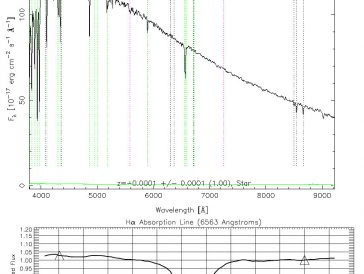 100
50
0
F_λ [10⁻¹⁷ erg cm⁻² s⁻¹ Å⁻¹]
z=+0.0001 +/- 0.0001 (1.00), Star
4000 5000 6000 7000 8000 9000
Wavelength [Å]
Hα Absorption Line (6563 Angstroms)
1.20
1.15
1.10
1.05
1.00
0.95
Flux